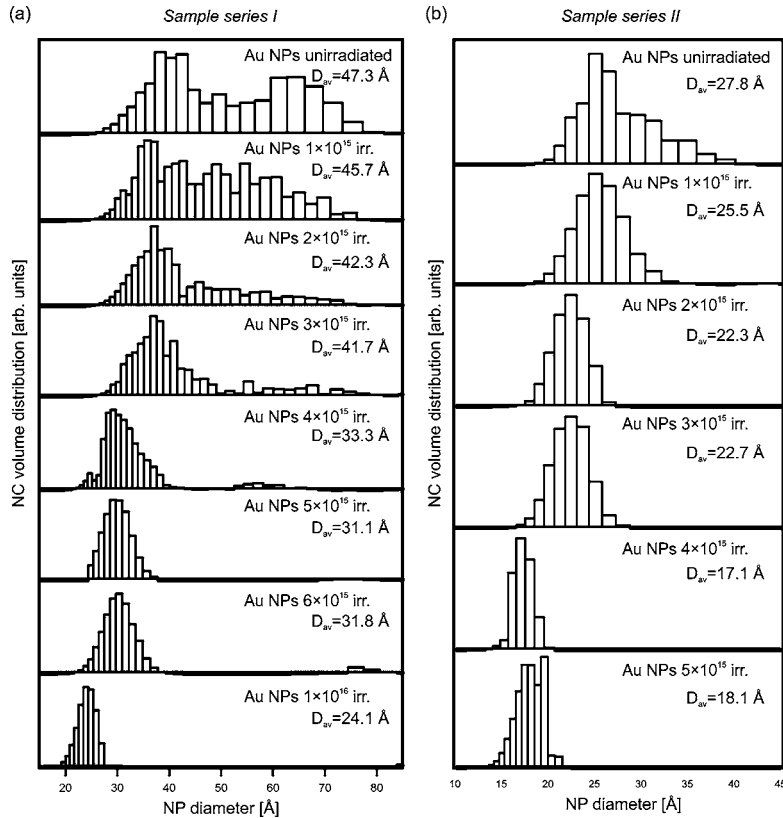 (a)
Sample series I
Au NPs unirradiated
Dav=47.3 Å
Au NPs 1×10¹⁵ irr.
Dav=45.7 Å
Au NPs 2×10¹⁵ irr.
Dav=42.3 Å
Au NPs 3×10¹⁵ irr.
Dav=41.7 Å
Au NPs 4×10¹⁵ irr.
Dav=33.3 Å
Au NPs 5×10¹⁵ irr.
Dav=31.1 Å
Au NPs 6×10¹⁵ irr.
Dav=31.8 Å
Au NPs 1×10¹⁶ irr.
Dav=24.1 Å
NC volume distribution [arb. units]
20 30 40 50 60 70 80
NP diameter [Å]
(b)
Sample series II
Au NPs unirradiated
Dav=27.8 Å
Au NPs 1×10¹⁵ irr.
Dav=25.5 Å
Au NPs 2×10¹⁵ irr.
Dav=22.3 Å
Au NPs 3×10¹⁵ irr.
Dav=22.7 Å
Au NPs 4×10¹⁵ irr.
Dav=17.1 Å
Au NPs 5×10¹⁵ irr.
Dav=18.1 Å
NC volume distribution [arb. units]
10 15 20 25 30 35 40 45
NP diameter [Å]